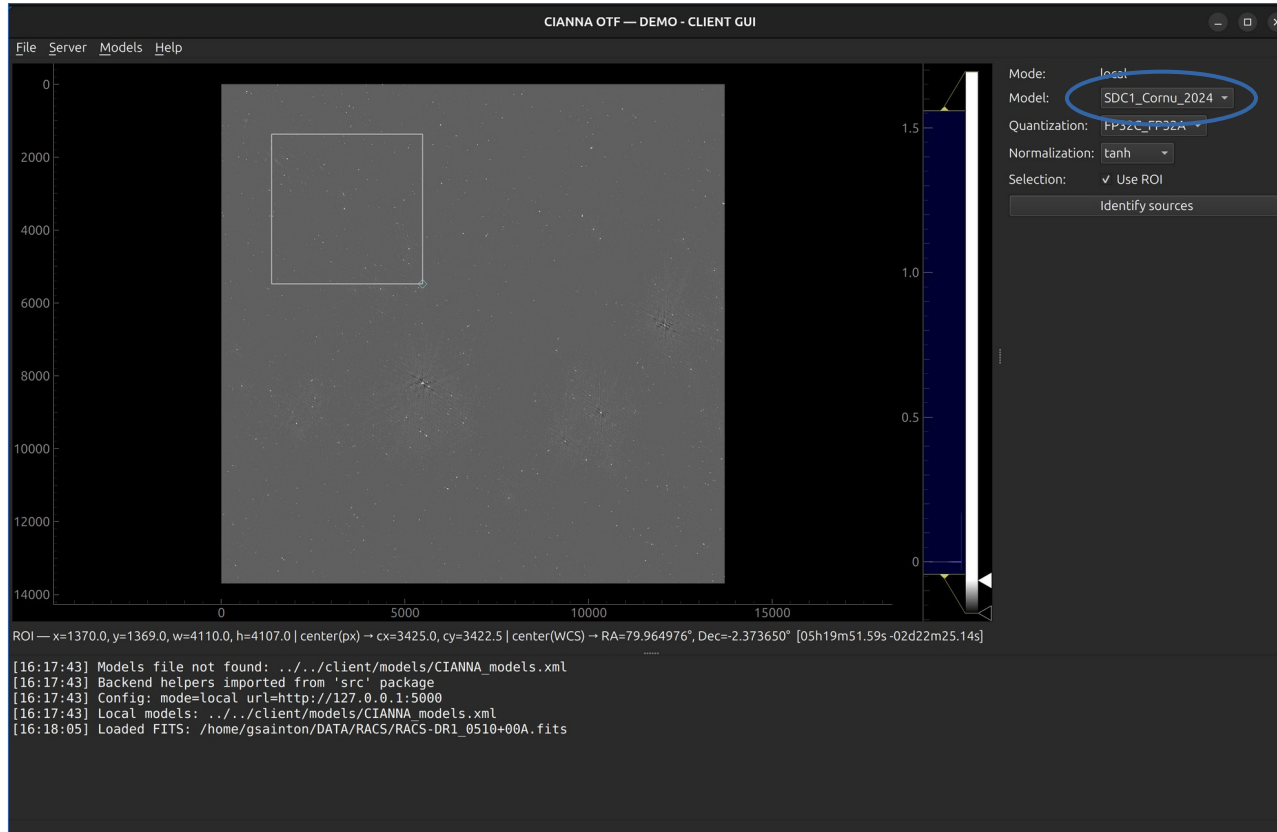 CIANNA OTF — DEMO - CLIENT GUI
File Server Models Help
0
2000
4000
6000
8000
10000
12000
14000
0
5000
10000
15000
1.5
1.0
0.5
0
Mode: local
Model: SDC1_Cornu_2024
Quantization: FP32C_FP32A
Normalization: tanh
Selection: ✓ Use ROI
Identify sources
ROI — x=1370.0, y=1369.0, w=4110.0, h=4107.0 | center(px) → cx=3425.0, cy=3422.5 | center(WCS) → RA=79.964976°, Dec=-2.373650° [05h19m51.59s -02d22m25.14s]
[16:17:43] Models file not found: ../../client/models/CIANNA_models.xml
[16:17:43] Backend helpers imported from 'src' package
[16:17:43] Config: mode=local url=http://127.0.0.1:5000
[16:17:43] Local models: ../../client/models/CIANNA_models.xml
[16:18:05] Loaded FITS: /home/gsainton/DATA/RACS/RACS-DR1_0510+00A.fits